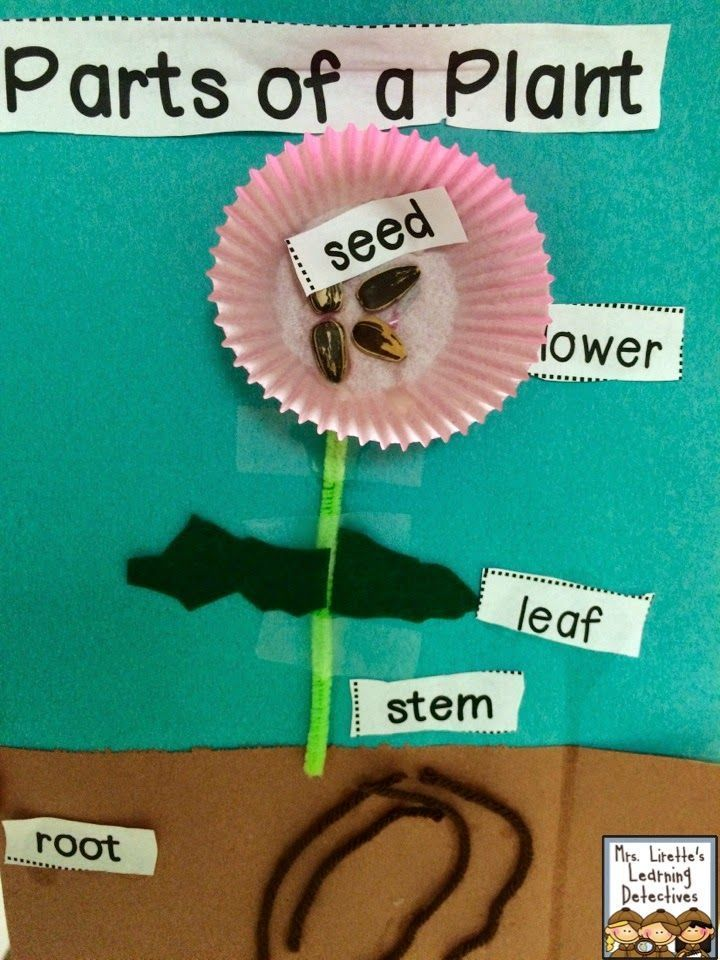 Parts of a Plant
seed
lower
leaf
stem
root
Mrs. Lirette's
Learning
Detectives